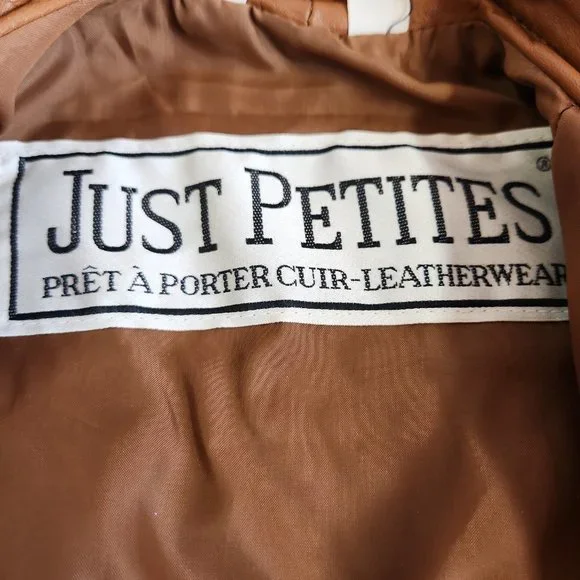 JUST PETITES ®
PRÊT À PORTER CUIR-LEATHERWEAR